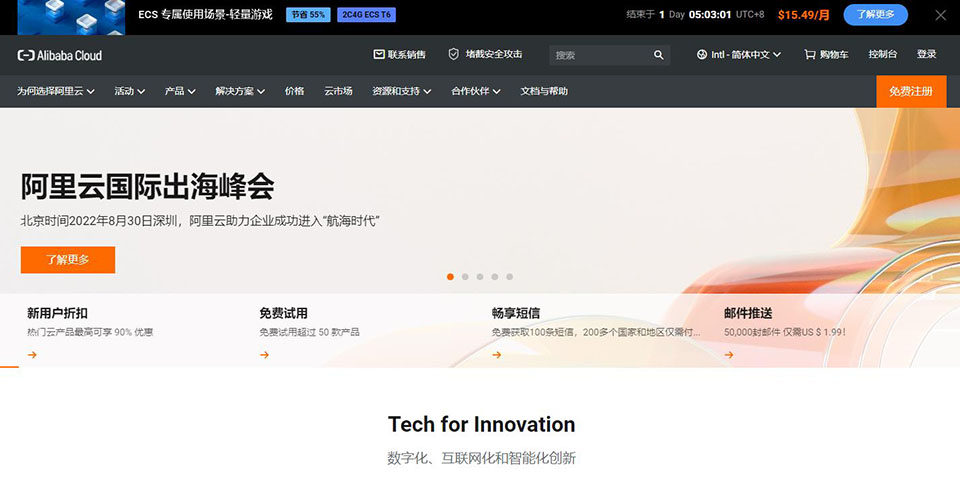 ECS 专属使用场景-轻量游戏 节省 55% 2C4G ECS T6 结束于 1 Day 05:03:01 UTC+8 $15.49/月 了解更多
Alibaba Cloud 联系销售 堵截安全攻击 搜索 Intl - 简体中文 购物车 控制台 登录
为何选择阿里云 活动 产品 解决方案 价格 云市场 资源和支持 合作伙伴 文档与帮助 免费注册
阿里云国际出海峰会
北京时间2022年8月30日深圳，阿里云助力企业成功进入“航海时代”
了解更多
新用户折扣 免费试用 畅享短信 邮件推送
热门云产品最高可享 90% 优惠 免费试用超过 50 款产品 免费获取100条短信，200多个国家和地区仅需付... 50,000封邮件 仅需US $ 1.99！
Tech for Innovation
数字化、互联网化和智能化创新